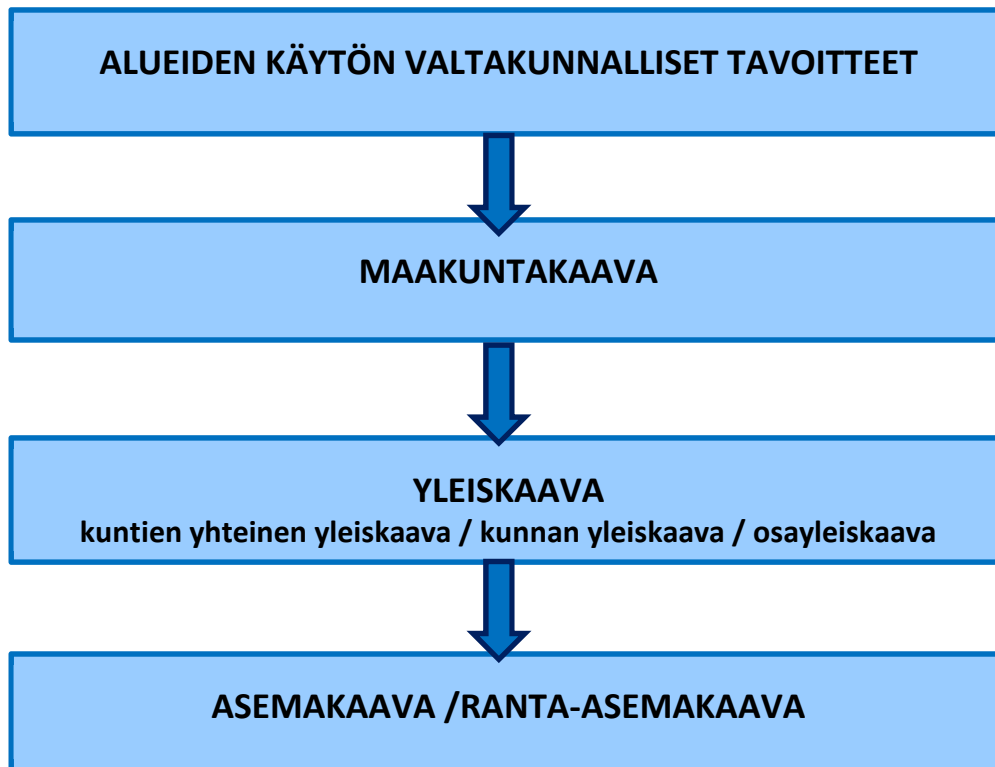 ALUEIDEN KÄYTÖN VALTAKUNNALLISET TAVOITTEET
MAAKUNTAKAAVA
YLEISKAAVA
kuntien yhteinen yleiskaava / kunnan yleiskaava / osayleiskaava
ASEMAKAAVA /RANTA-ASEMAKAAVA